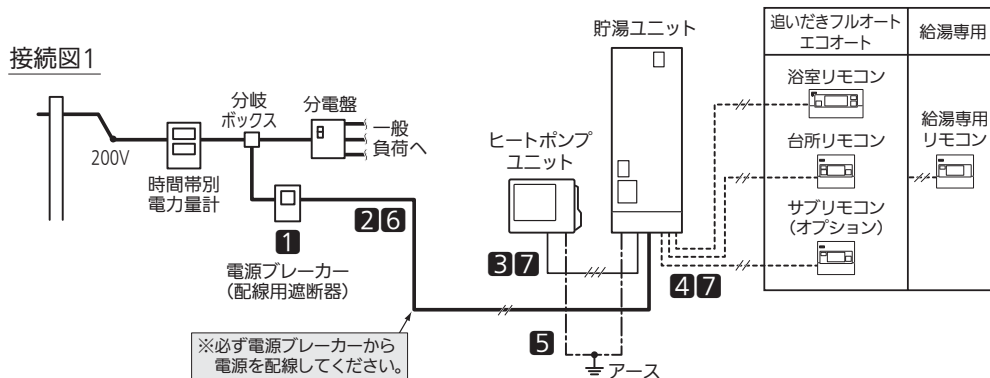 接続図1
200V
時間帯別
電力量計
分岐
ボックス
分電盤
一般
負荷へ
1
電源ブレーカー
(配線用遮断器)
2 6
※必ず電源ブレーカーから
電源を配線してください。
ヒートポンプ
ユニット
3 7
5
アース
貯湯ユニット
4 7
追いだきフルオート
エコオート
給湯専用
浴室リモコン
台所リモコン
サブリモコン
(オプション)
給湯専用
リモコン